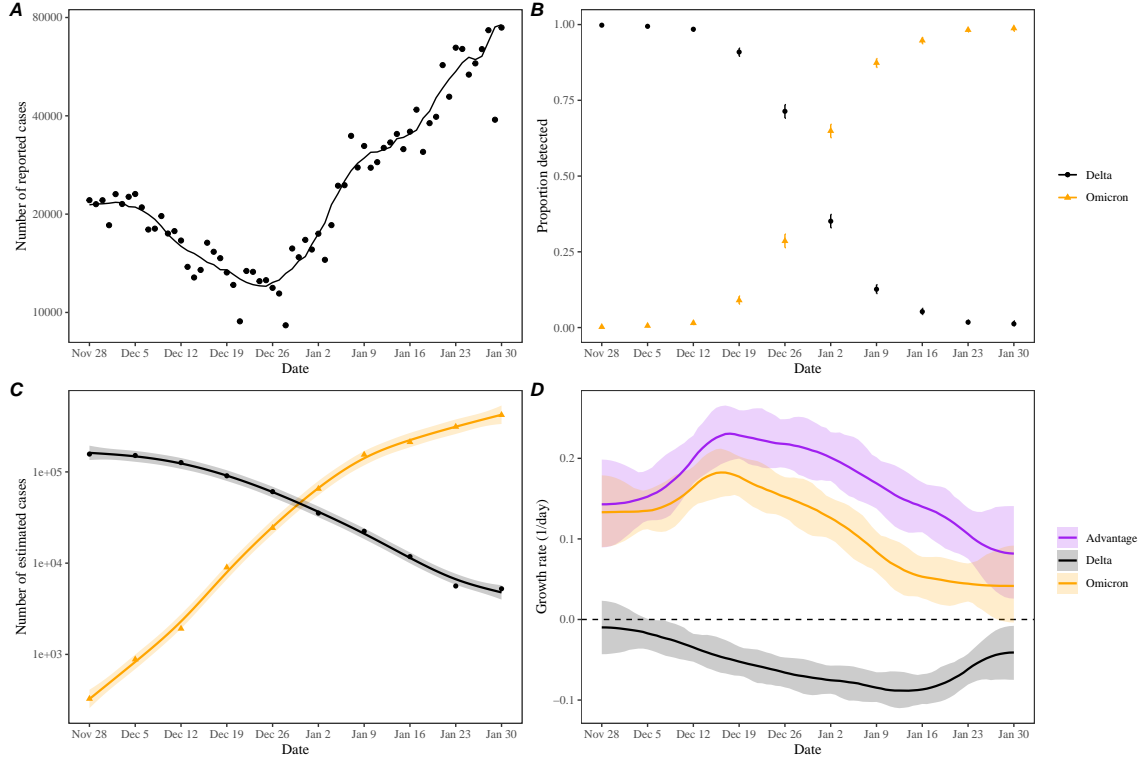 A
80000
40000
20000
10000
Number of reported cases
Nov 28 Dec 5 Dec 12 Dec 19 Dec 26 Jan 2 Jan 9 Jan 16 Jan 23 Jan 30
Date
B
1.00
0.75
0.50
0.25
0.00
Proportion detected
Nov 28 Dec 5 Dec 12 Dec 19 Dec 26 Jan 2 Jan 9 Jan 16 Jan 23 Jan 30
Date
Delta
Omicron
C
1e+05
1e+04
1e+03
Number of estimated cases
Nov 28 Dec 5 Dec 12 Dec 19 Dec 26 Jan 2 Jan 9 Jan 16 Jan 23 Jan 30
Date
D
0.2
0.1
0.0
−0.1
Growth rate (1/day)
Nov 28 Dec 5 Dec 12 Dec 19 Dec 26 Jan 2 Jan 9 Jan 16 Jan 23 Jan 30
Date
Advantage
Delta
Omicron